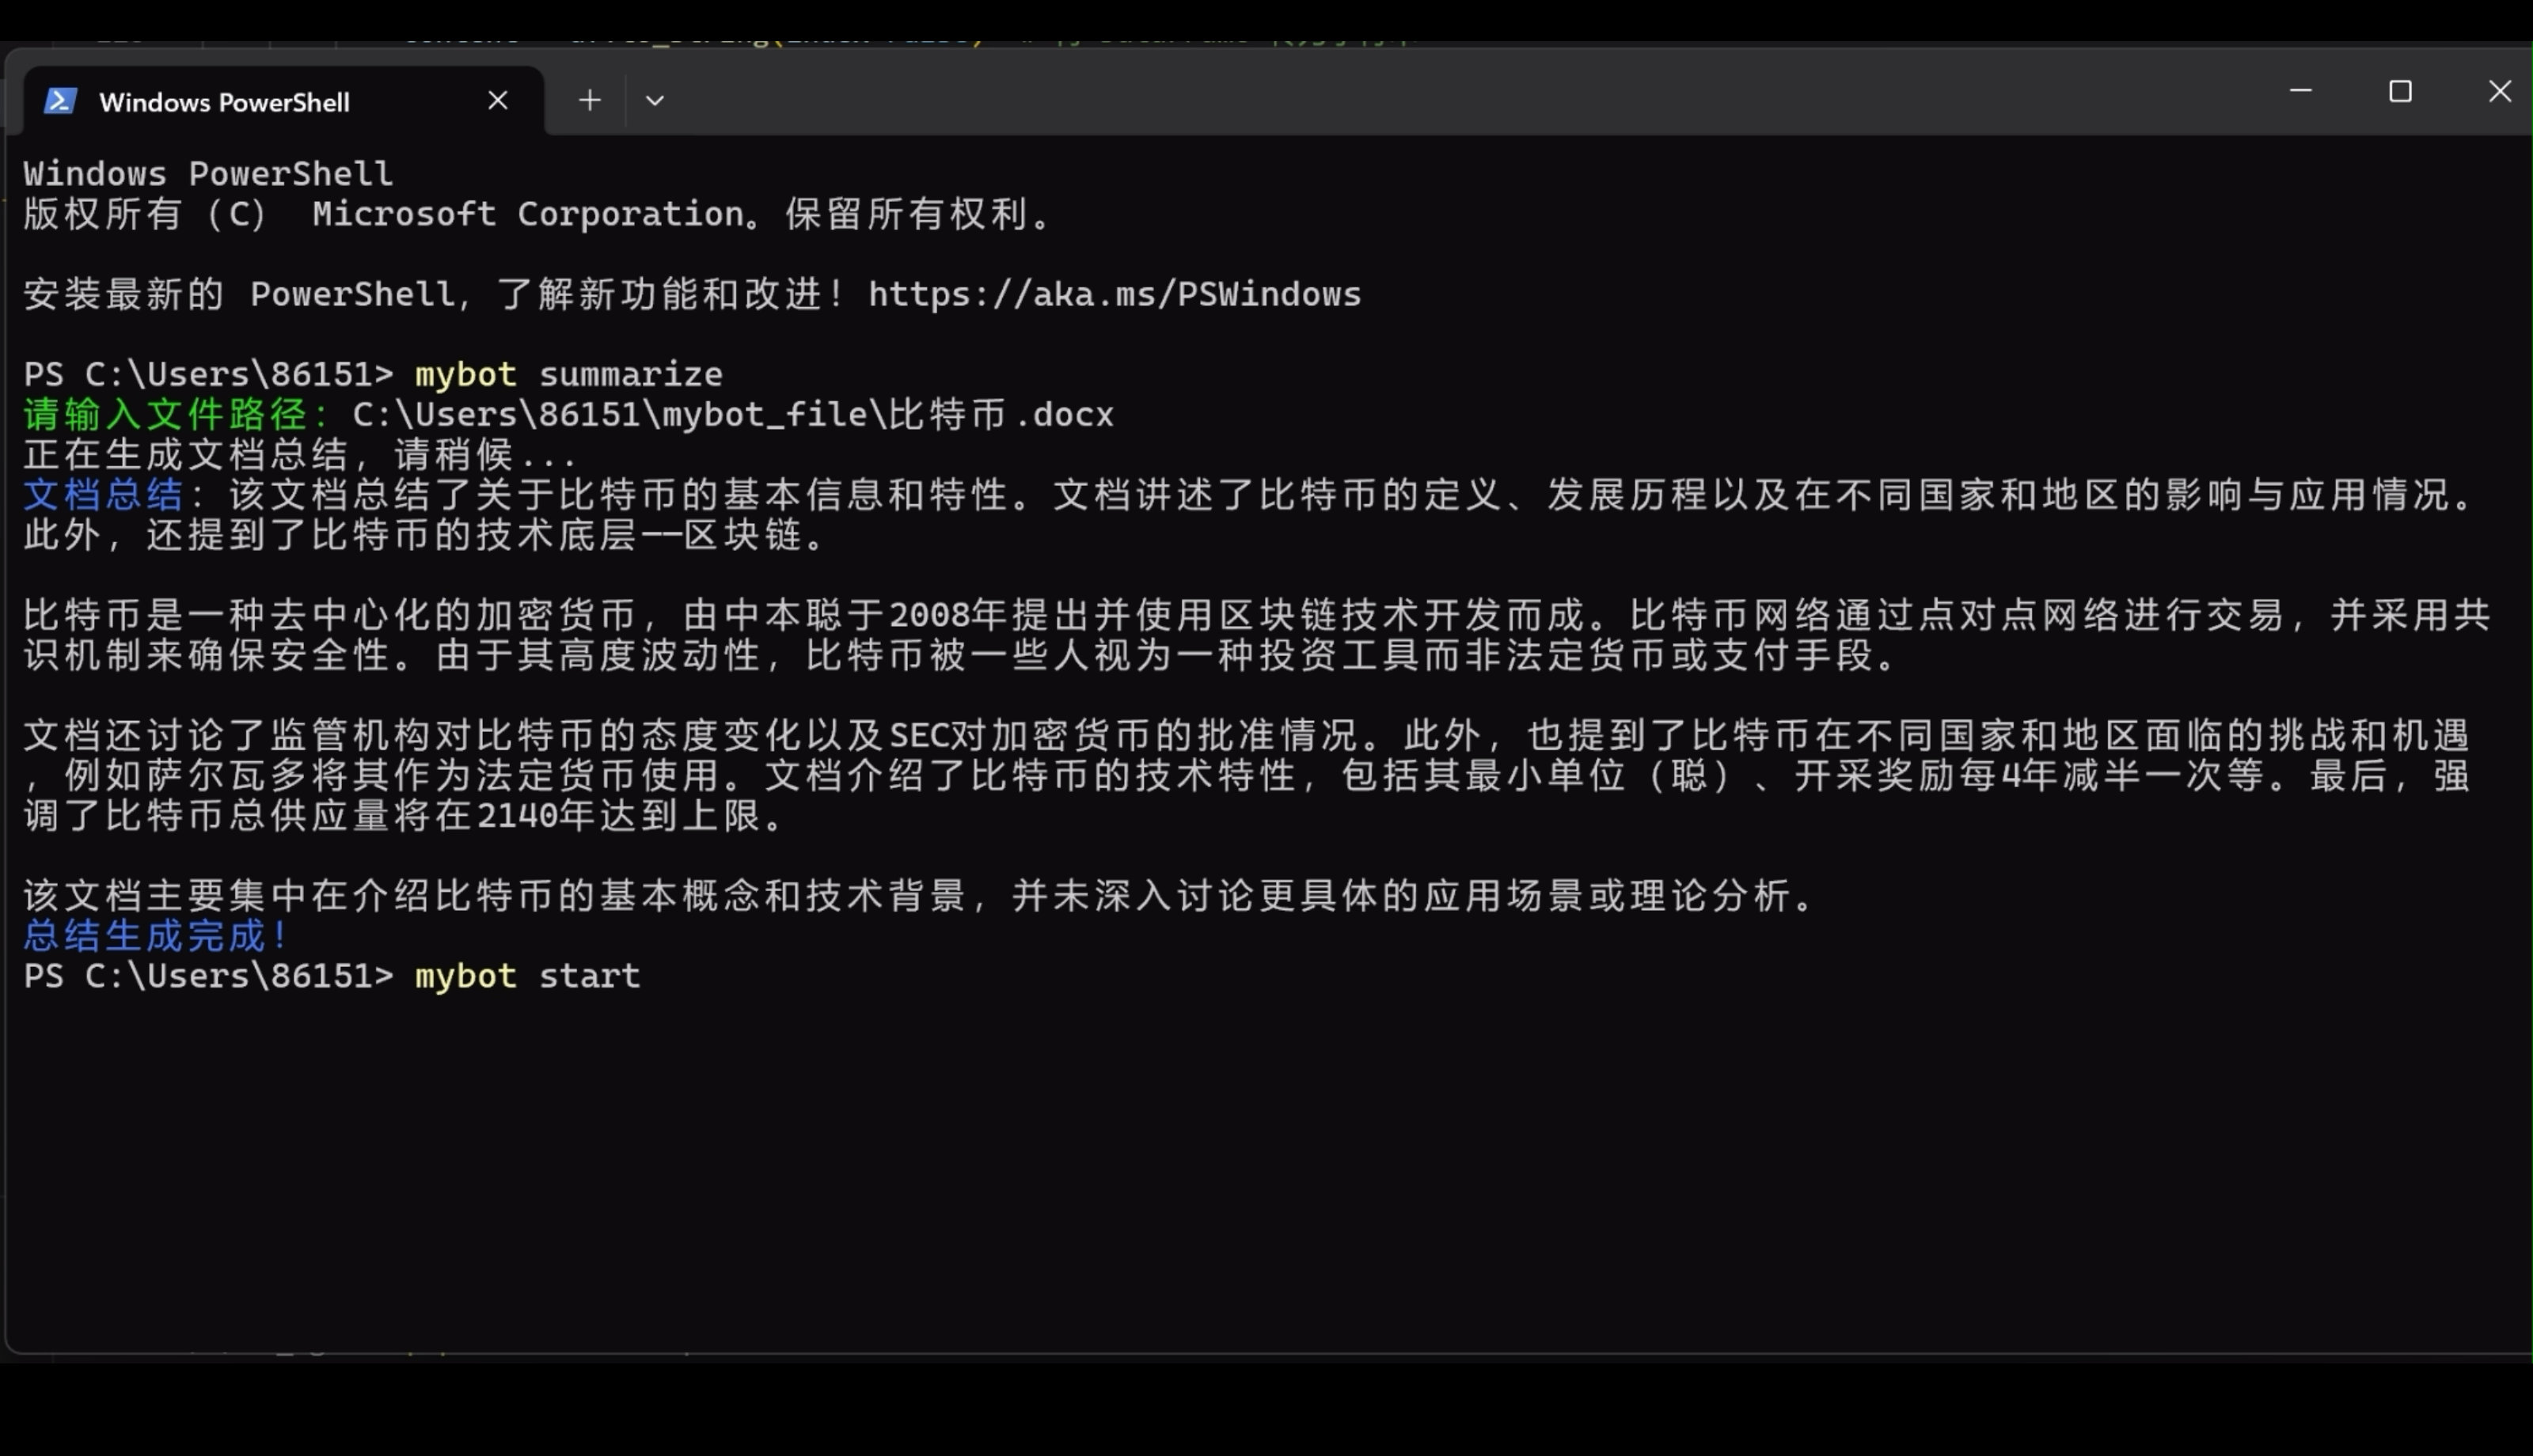 Windows PowerShell
Windows PowerShell
版权所有 (C) Microsoft Corporation。保留所有权利。
安装最新的 PowerShell，了解新功能和改进！https://aka.ms/PSWindows
PS C:\Users\86151> mybot summarize
请输入文件路径：C:\Users\86151\mybot_file\比特币.docx
正在生成文档总结，请稍候...
文档总结：该文档总结了关于比特币的基本信息和特性。文档讲述了比特币的定义、发展历程以及在不同国家和地区的影响与应用情况。
此外，还提到了比特币的技术底层——区块链。
比特币是一种去中心化的加密货币，由中本聪于2008年提出并使用区块链技术开发而成。比特币网络通过点对点网络进行交易，并采用共
识机制来确保安全性。由于其高度波动性，比特币被一些人视为一种投资工具而非法定货币或支付手段。
文档还讨论了监管机构对比特币的态度变化以及SEC对加密货币的批准情况。此外，也提到了比特币在不同国家和地区面临的挑战和机遇
，例如萨尔瓦多将其作为法定货币使用。文档介绍了比特币的技术特性，包括其最小单位（聪）、开采奖励每4年减半一次等。最后，强
调了比特币总供应量将在2140年达到上限。
该文档主要集中在介绍比特币的基本概念和技术背景，并未深入讨论更具体的应用场景或理论分析。
总结生成完成！
PS C:\Users\86151> mybot start